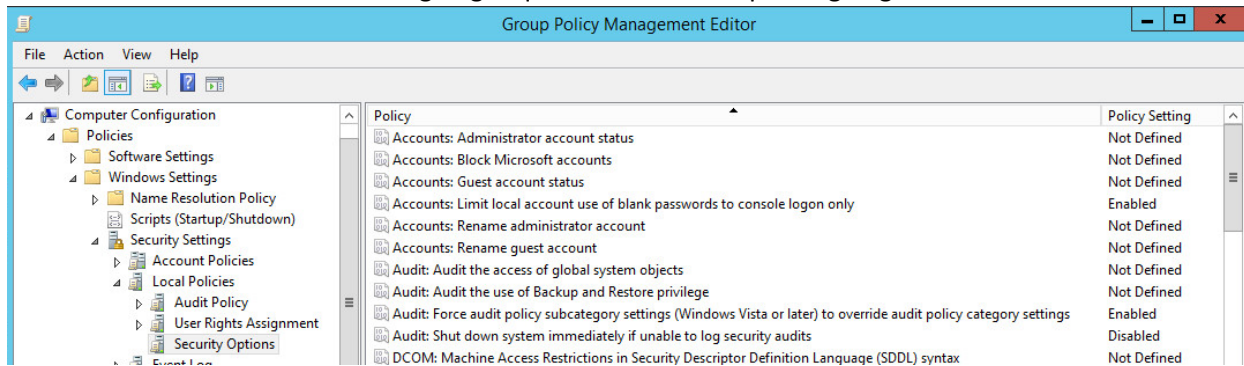 Group Policy Management Editor
File Action View Help
Computer Configuration
Policies
Software Settings
Windows Settings
Name Resolution Policy
Scripts (Startup/Shutdown)
Security Settings
Account Policies
Local Policies
Audit Policy
User Rights Assignment
Security Options
Event Log
Policy Policy Setting
Accounts: Administrator account status Not Defined
Accounts: Block Microsoft accounts Not Defined
Accounts: Guest account status Not Defined
Accounts: Limit local account use of blank passwords to console logon only Enabled
Accounts: Rename administrator account Not Defined
Accounts: Rename guest account Not Defined
Audit: Audit the access of global system objects Not Defined
Audit: Audit the use of Backup and Restore privilege Not Defined
Audit: Force audit policy subcategory settings (Windows Vista or later) to override audit policy category settings Enabled
Audit: Shut down system immediately if unable to log security audits Disabled
DCOM: Machine Access Restrictions in Security Descriptor Definition Language (SDDL) syntax Not Defined